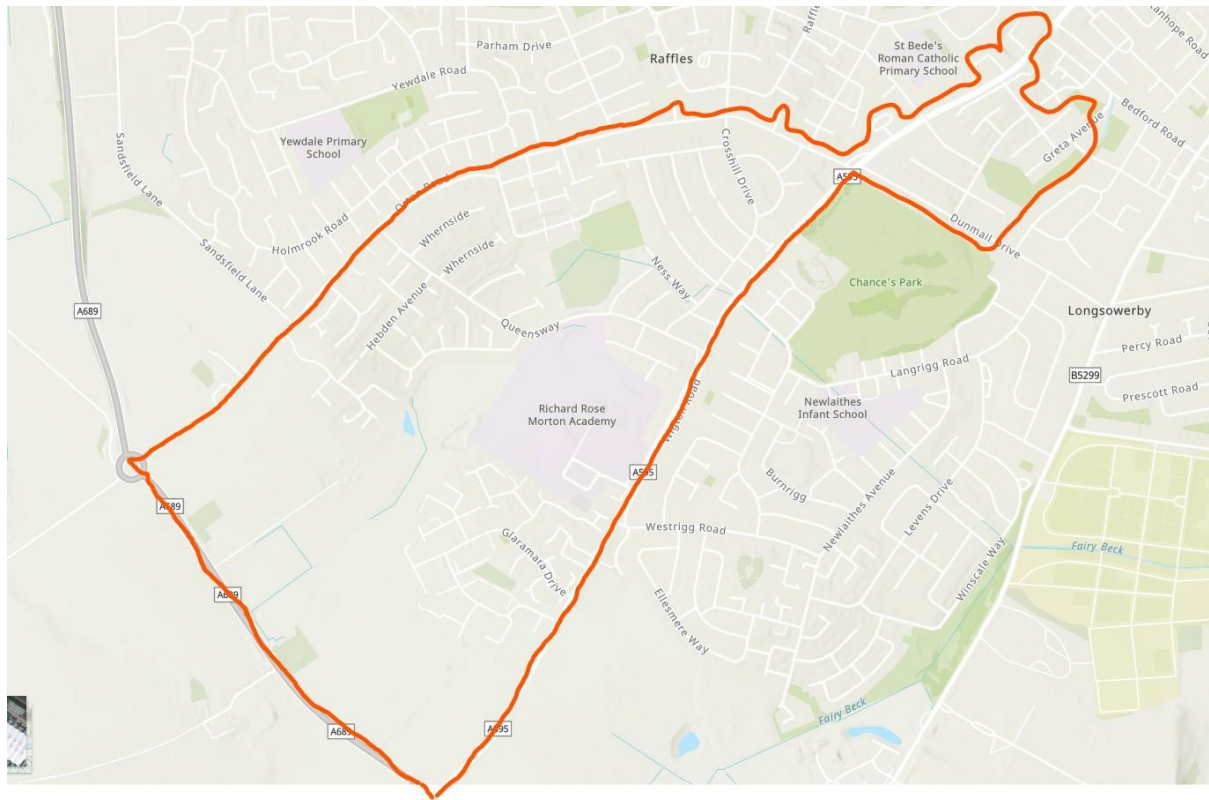 Stanhope Road
Raffles
Parham Drive
Raffles
St Bede's
Roman Catholic
Primary School
Yewdale Road
Bedford Road
Greta Avenue
Yewdale Primary
School
Sandsfield Lane
Crosshill Drive
A595
Orton Road
Holmrook Road
Whernside
Dunmail Drive
Whernside
Sandsfield Lane
Ness Way
Chance's Park
A689
Hebden Avenue
Queensway
Longsowerby
Percy Road
Langrigg Road
B5299
Prescott Road
Wigton Road
Newlaithes
Infant School
Richard Rose
Morton Academy
A595
Burnrigg
Newlaithes Avenue
Levens Drive
A689
Westrigg Road
Glaramara Drive
Fairy Beck
Winscale Way
A689
Ellesmere Way
Fairy Beck
A689
A595